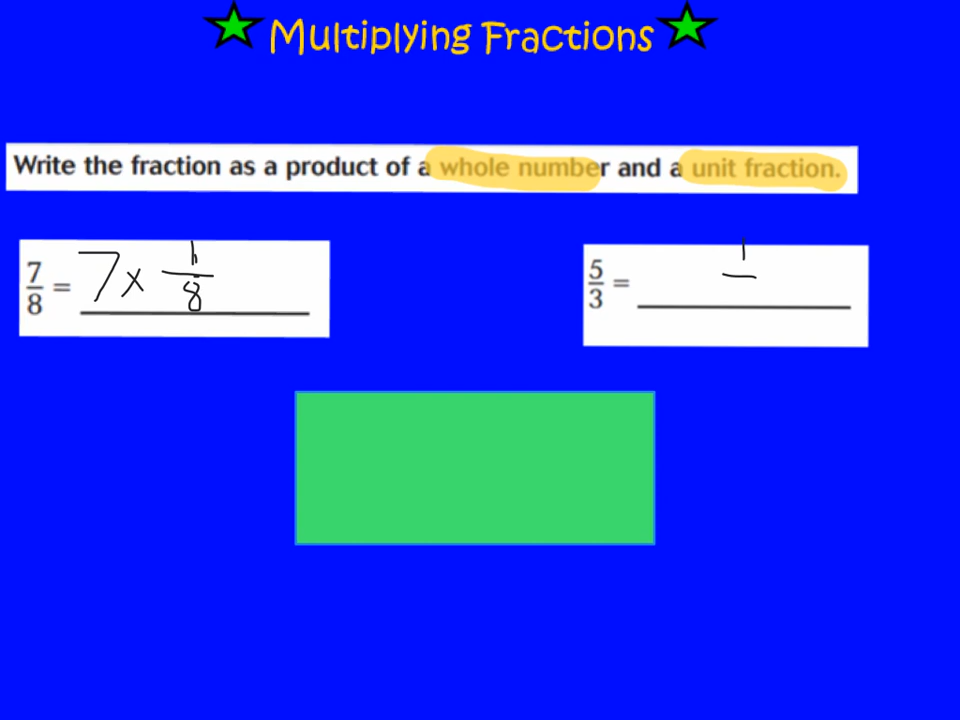 Multiplying Fractions
Write the fraction as a product of a whole number and a unit fraction.
7/8 = 7 x 1/8
5/3 = 1/